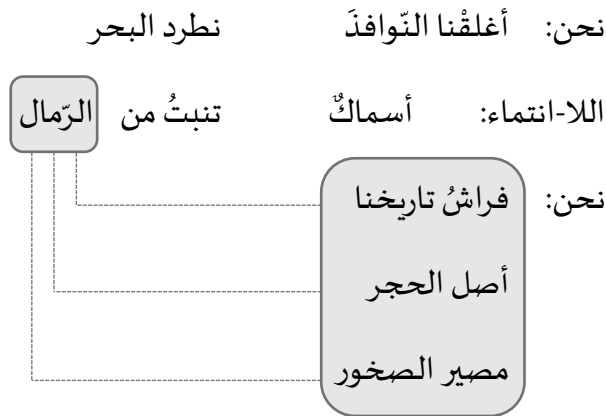 نحن: أغلقْنا النّوافذَ نطرد البحر
اللا-انتماء: أسماكٌ تنبتُ من الرّمال
نحن: فراشُ تاريخنا
أصل الحجر
مصير الصخور